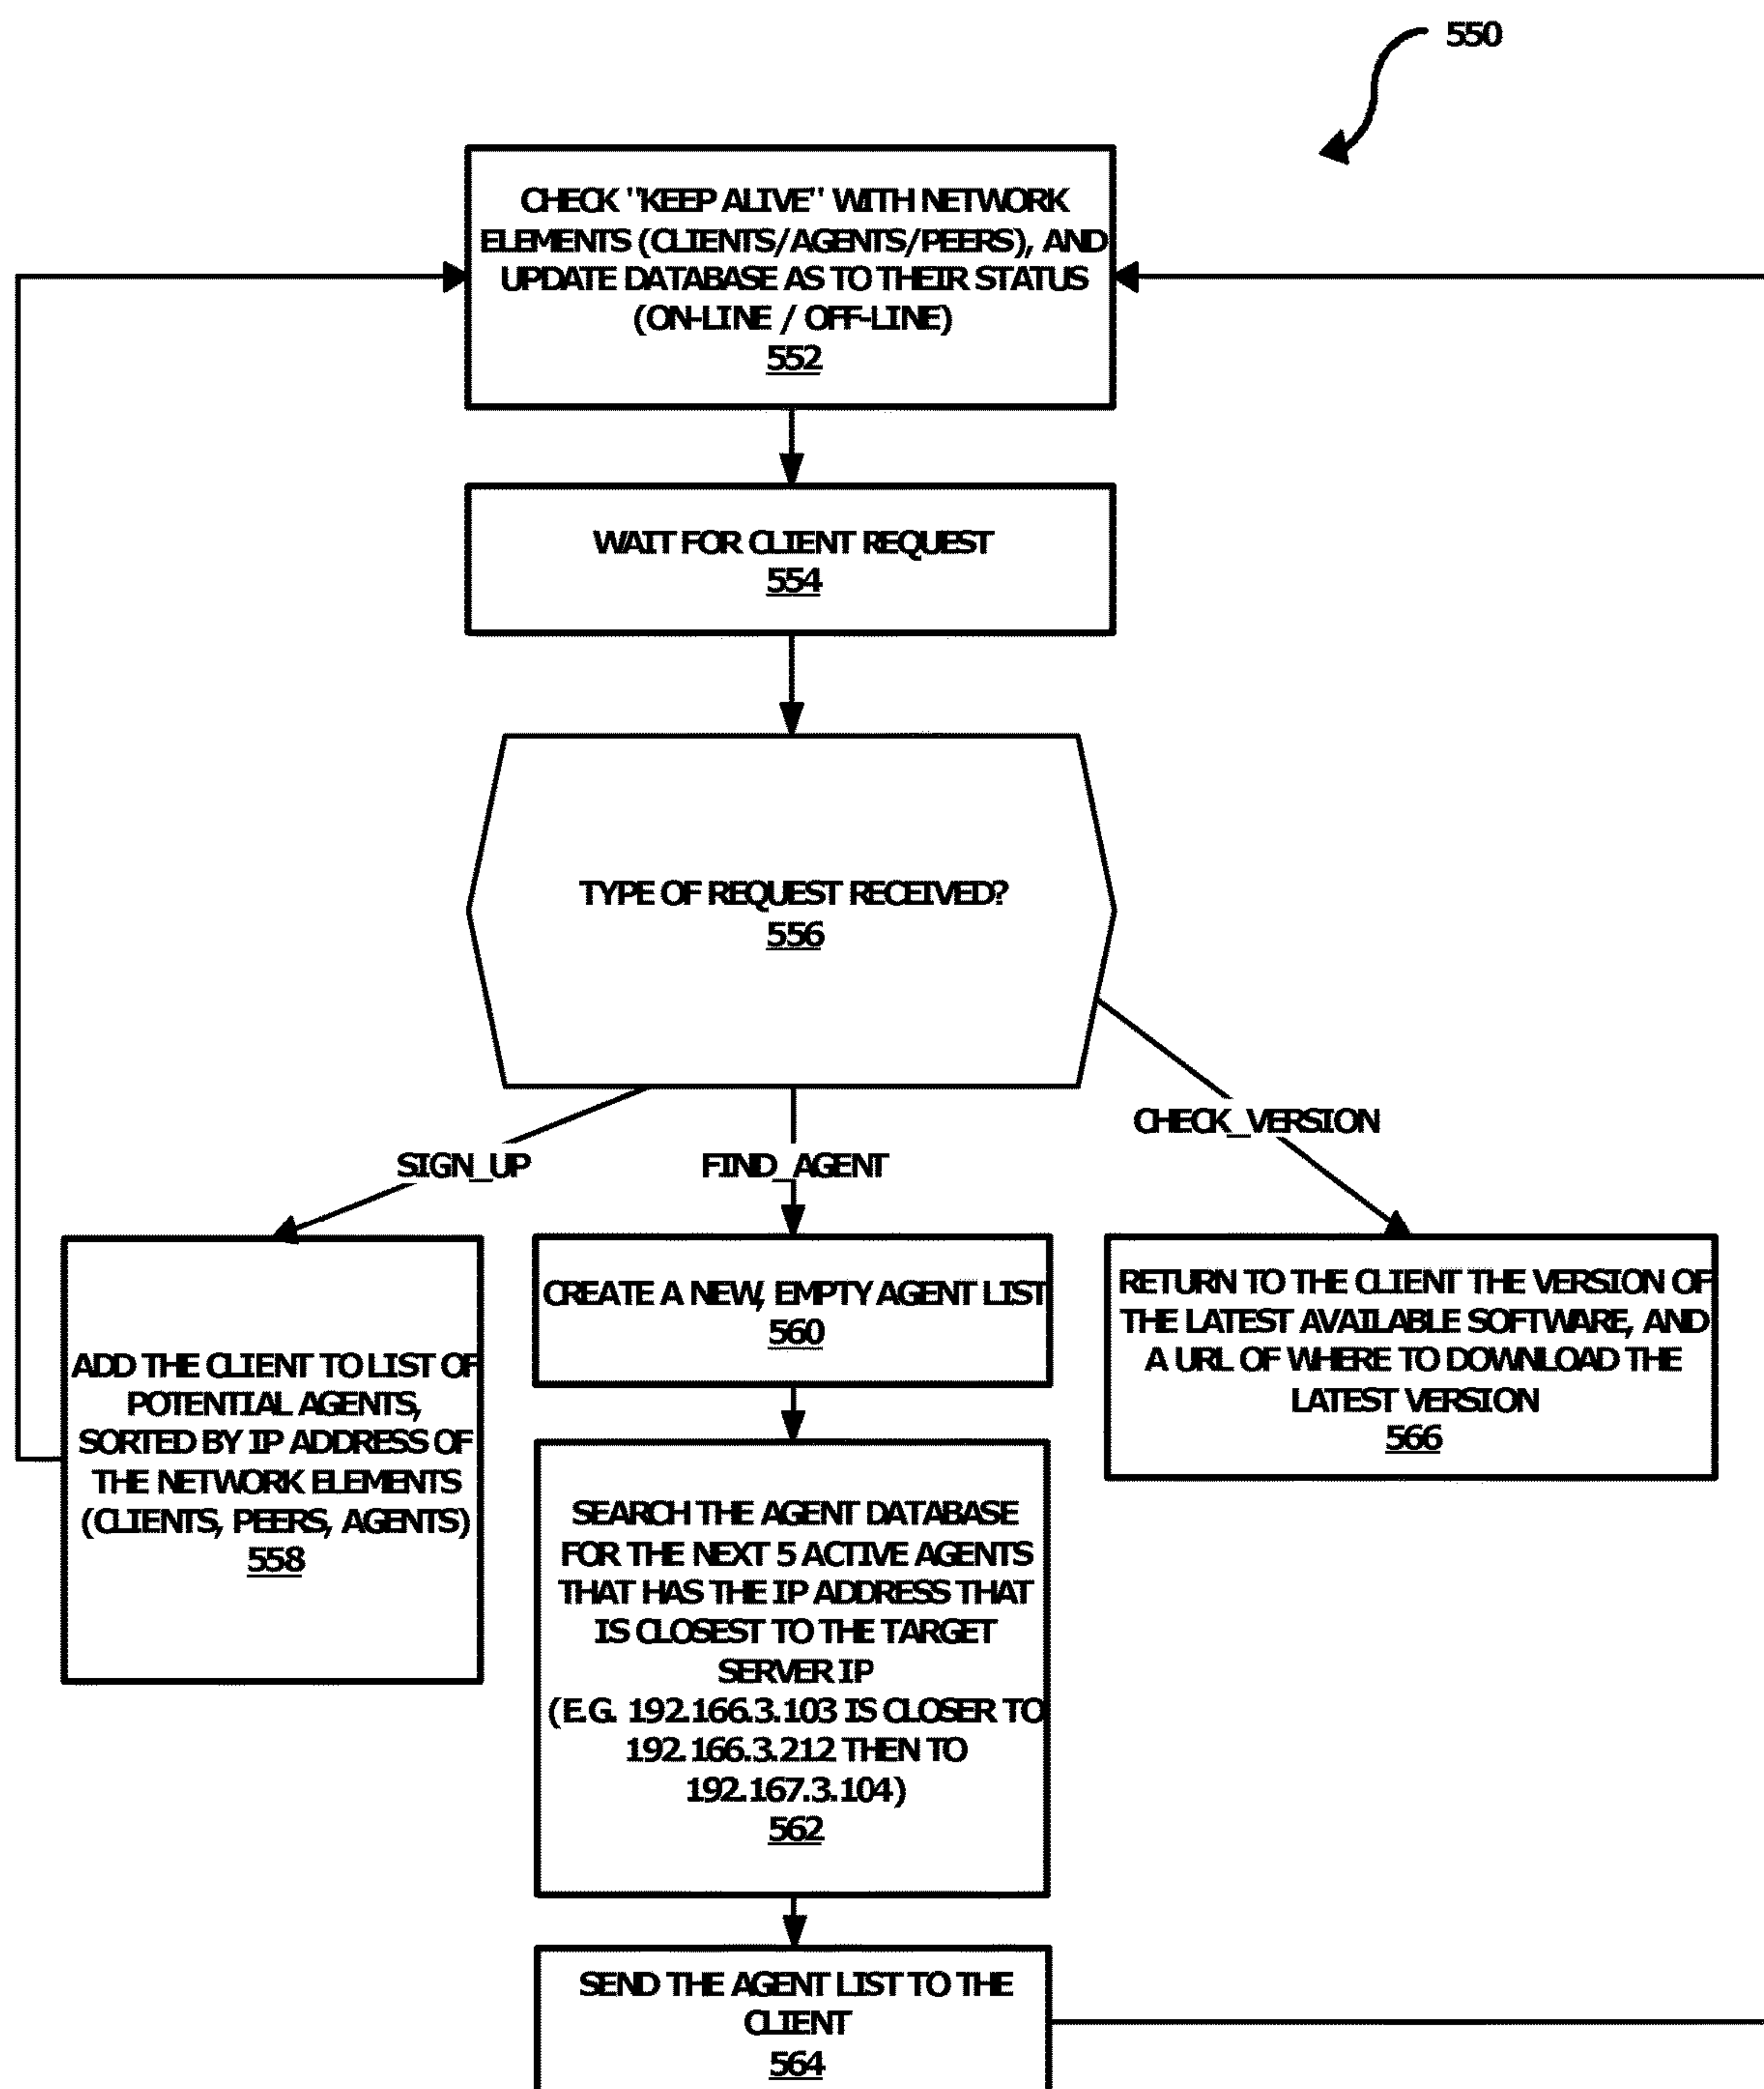 550
CHECK "KEEP ALIVE" WITH NETWORK
ELEMENTS (CLIENTS/AGENTS/PEERS), AND
UPDATE DATABASE AS TO THEIR STATUS
(ON-LINE / OFF-LINE)
552
WAIT FOR CLIENT REQUEST
554
TYPE OF REQUEST RECEIVED?
556
SIGN_UP
FIND_AGENT
CHECK_VERSION
ADD THE CLIENT TO LIST OF
POTENTIAL AGENTS,
SORTED BY IP ADDRESS OF
THE NETWORK ELEMENTS
(CLIENTS, PEERS, AGENTS)
558
CREATE A NEW, EMPTY AGENT LIST
560
SEARCH THE AGENT DATABASE
FOR THE NEXT 5 ACTIVE AGENTS
THAT HAS THE IP ADDRESS THAT
IS CLOSEST TO THE TARGET
SERVER IP
(E.G. 192.166.3.103 IS CLOSER TO
192.166.3.212 THEN TO
192.167.3.104)
562
SEND THE AGENT LIST TO THE
CLIENT
564
RETURN TO THE CLIENT THE VERSION OF
THE LATEST AVAILABLE SOFTWARE, AND
A URL OF WHERE TO DOWNLOAD THE
LATEST VERSION
566